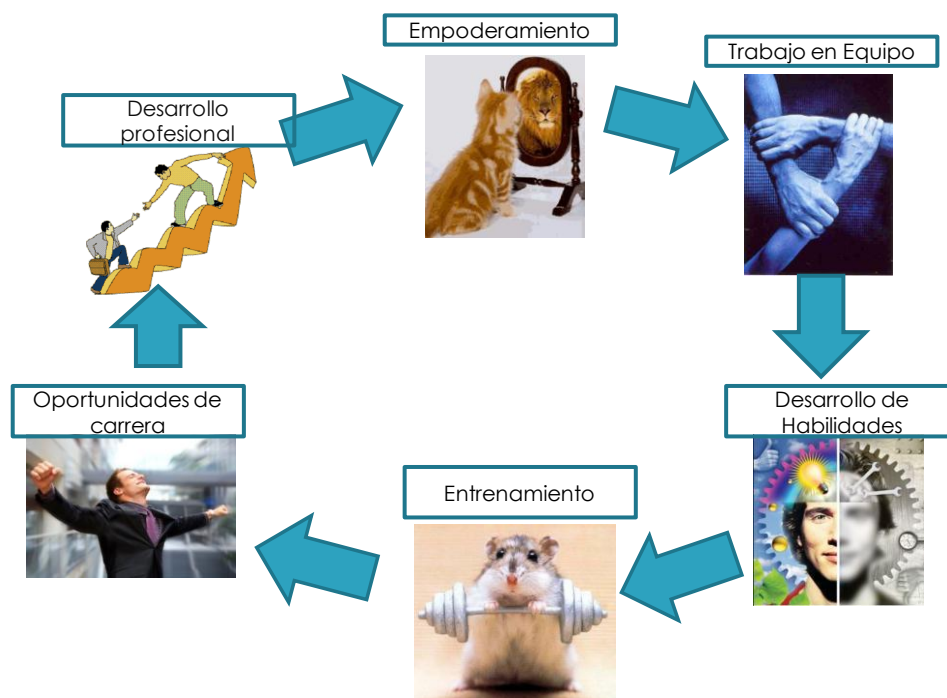 Empoderamiento
Trabajo en Equipo
Desarrollo
profesional
Oportunidades de
carrera
Desarrollo de
Habilidades
Entrenamiento